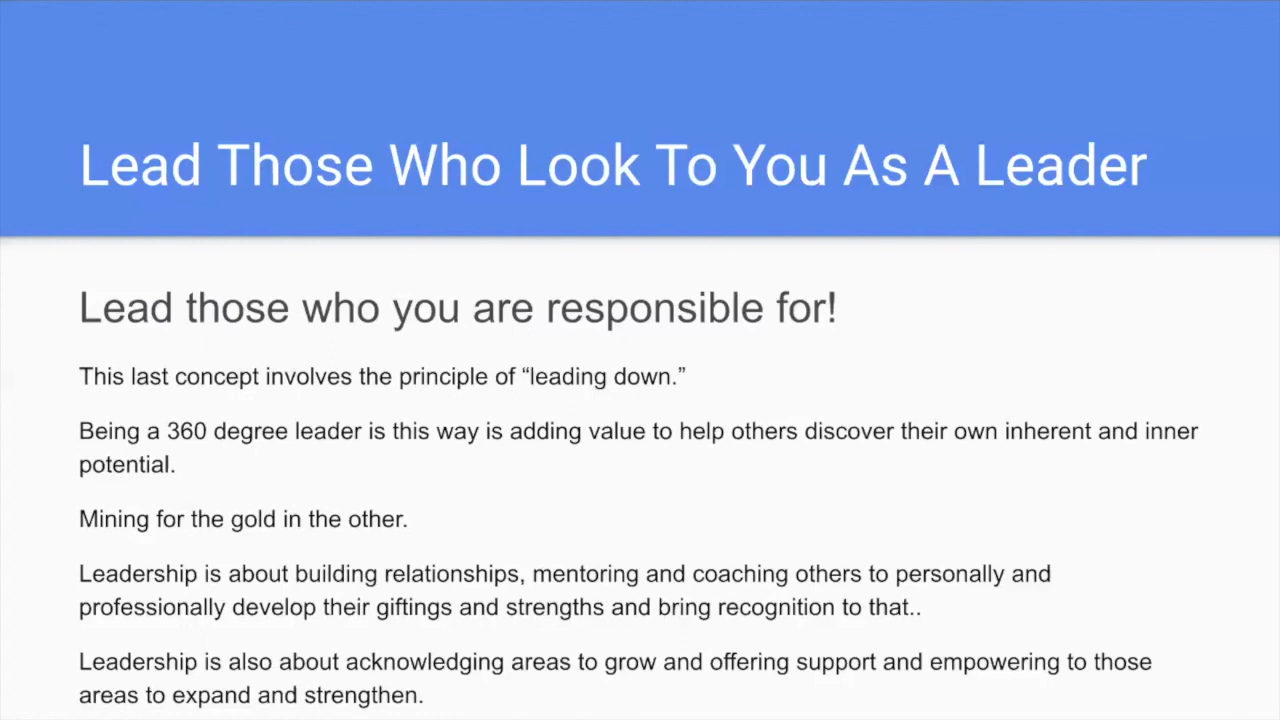 Lead Those Who Look To You As A Leader
Lead those who you are responsible for!
This last concept involves the principle of “leading down.”
Being a 360 degree leader is this way is adding value to help others discover their own inherent and inner
potential.
Mining for the gold in the other.
Leadership is about building relationships, mentoring and coaching others to personally and
professionally develop their giftings and strengths and bring recognition to that..
Leadership is also about acknowledging areas to grow and offering support and empowering to those
areas to expand and strengthen.